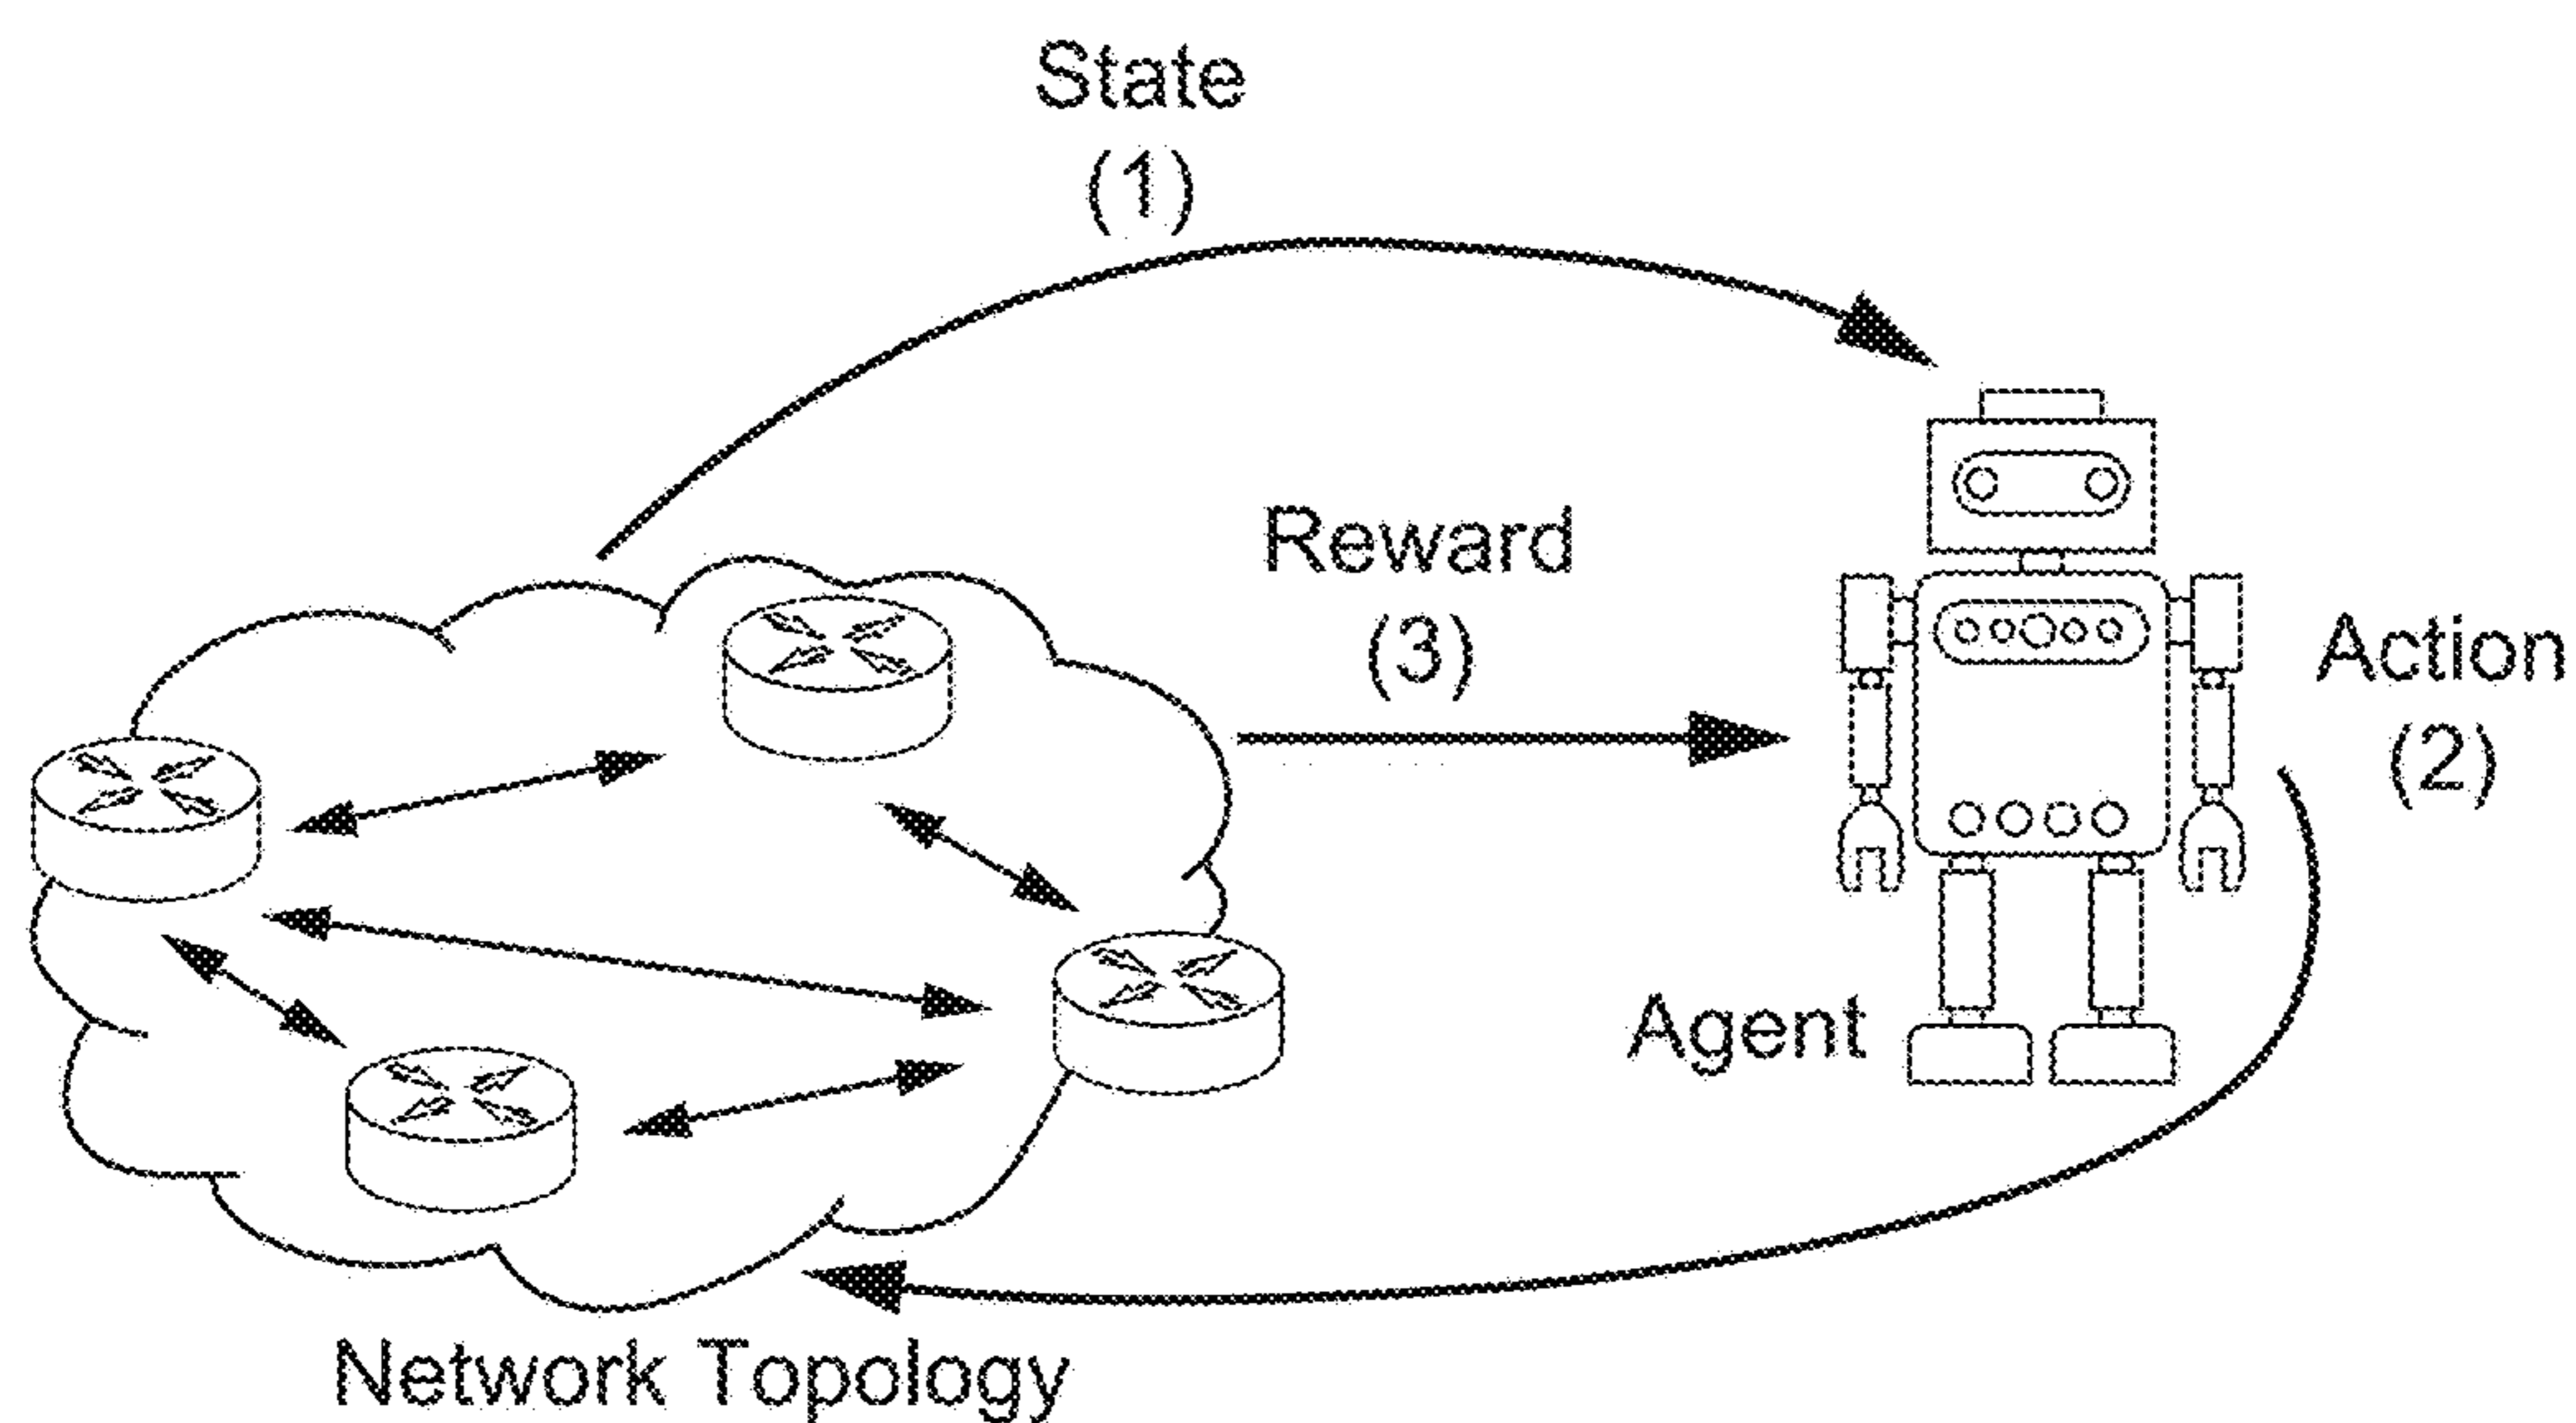 State
(1)
Reward
(3)
Action
(2)
Agent
Network Topology